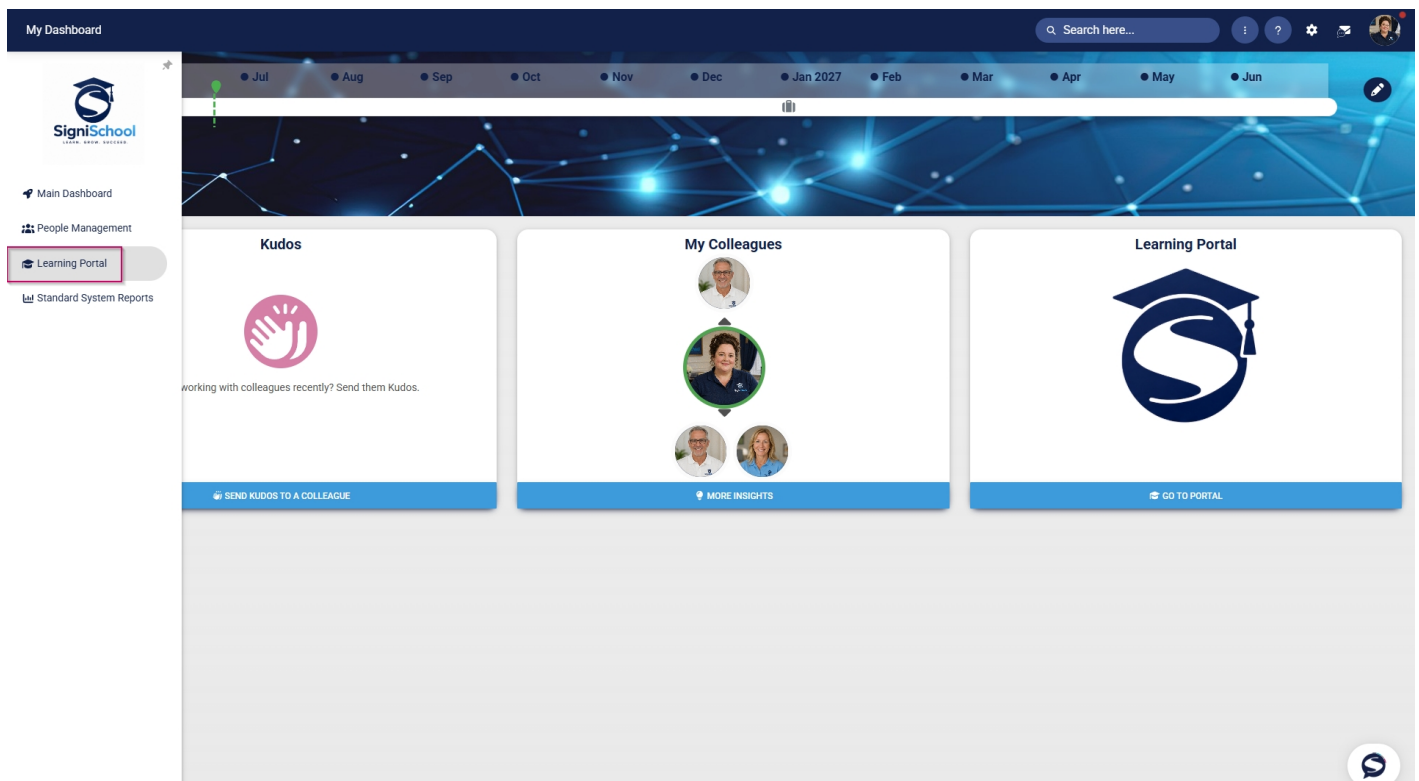 My Dashboard
Search here...
?
SigniSchool
LEARN. GROW. SUCCEED.
Jul
Aug
Sep
Oct
Nov
Dec
Jan 2027
Feb
Mar
Apr
May
Jun
Main Dashboard
People Management
Learning Portal
Standard System Reports
Kudos
working with colleagues recently? Send them Kudos.
SEND KUDOS TO A COLLEAGUE
My Colleagues
MORE INSIGHTS
Learning Portal
GO TO PORTAL